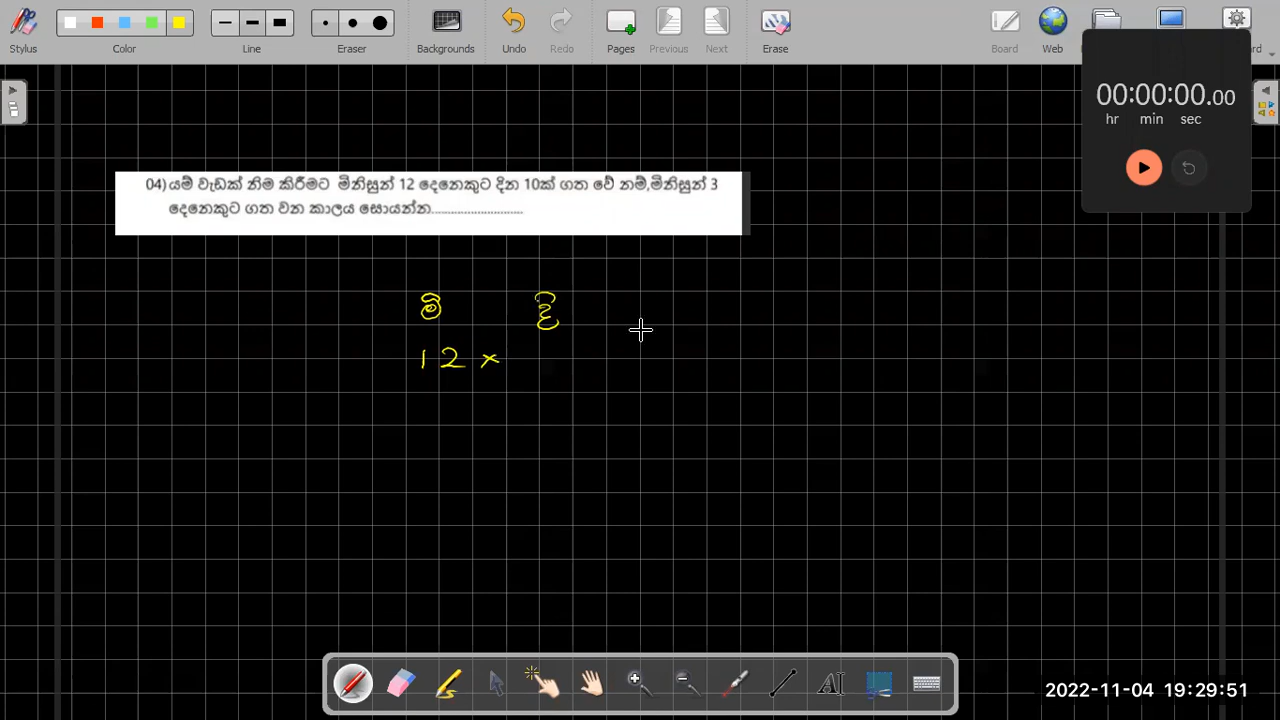 Stylus Color Line Eraser Backgrounds Undo Redo Pages Previous Next Erase Board Web
00:00:00.00
hr min sec
04) යම් වැඩක් නිම කිරීමට මිනිසුන් 12 දෙනෙකුට දින 10ක් ගත වේ නම්,මිනිසුන් 3
දෙනෙකුට ගත වන කාලය සොයන්න..............................
මි දි
12 ×
2022-11-04 19:29:51